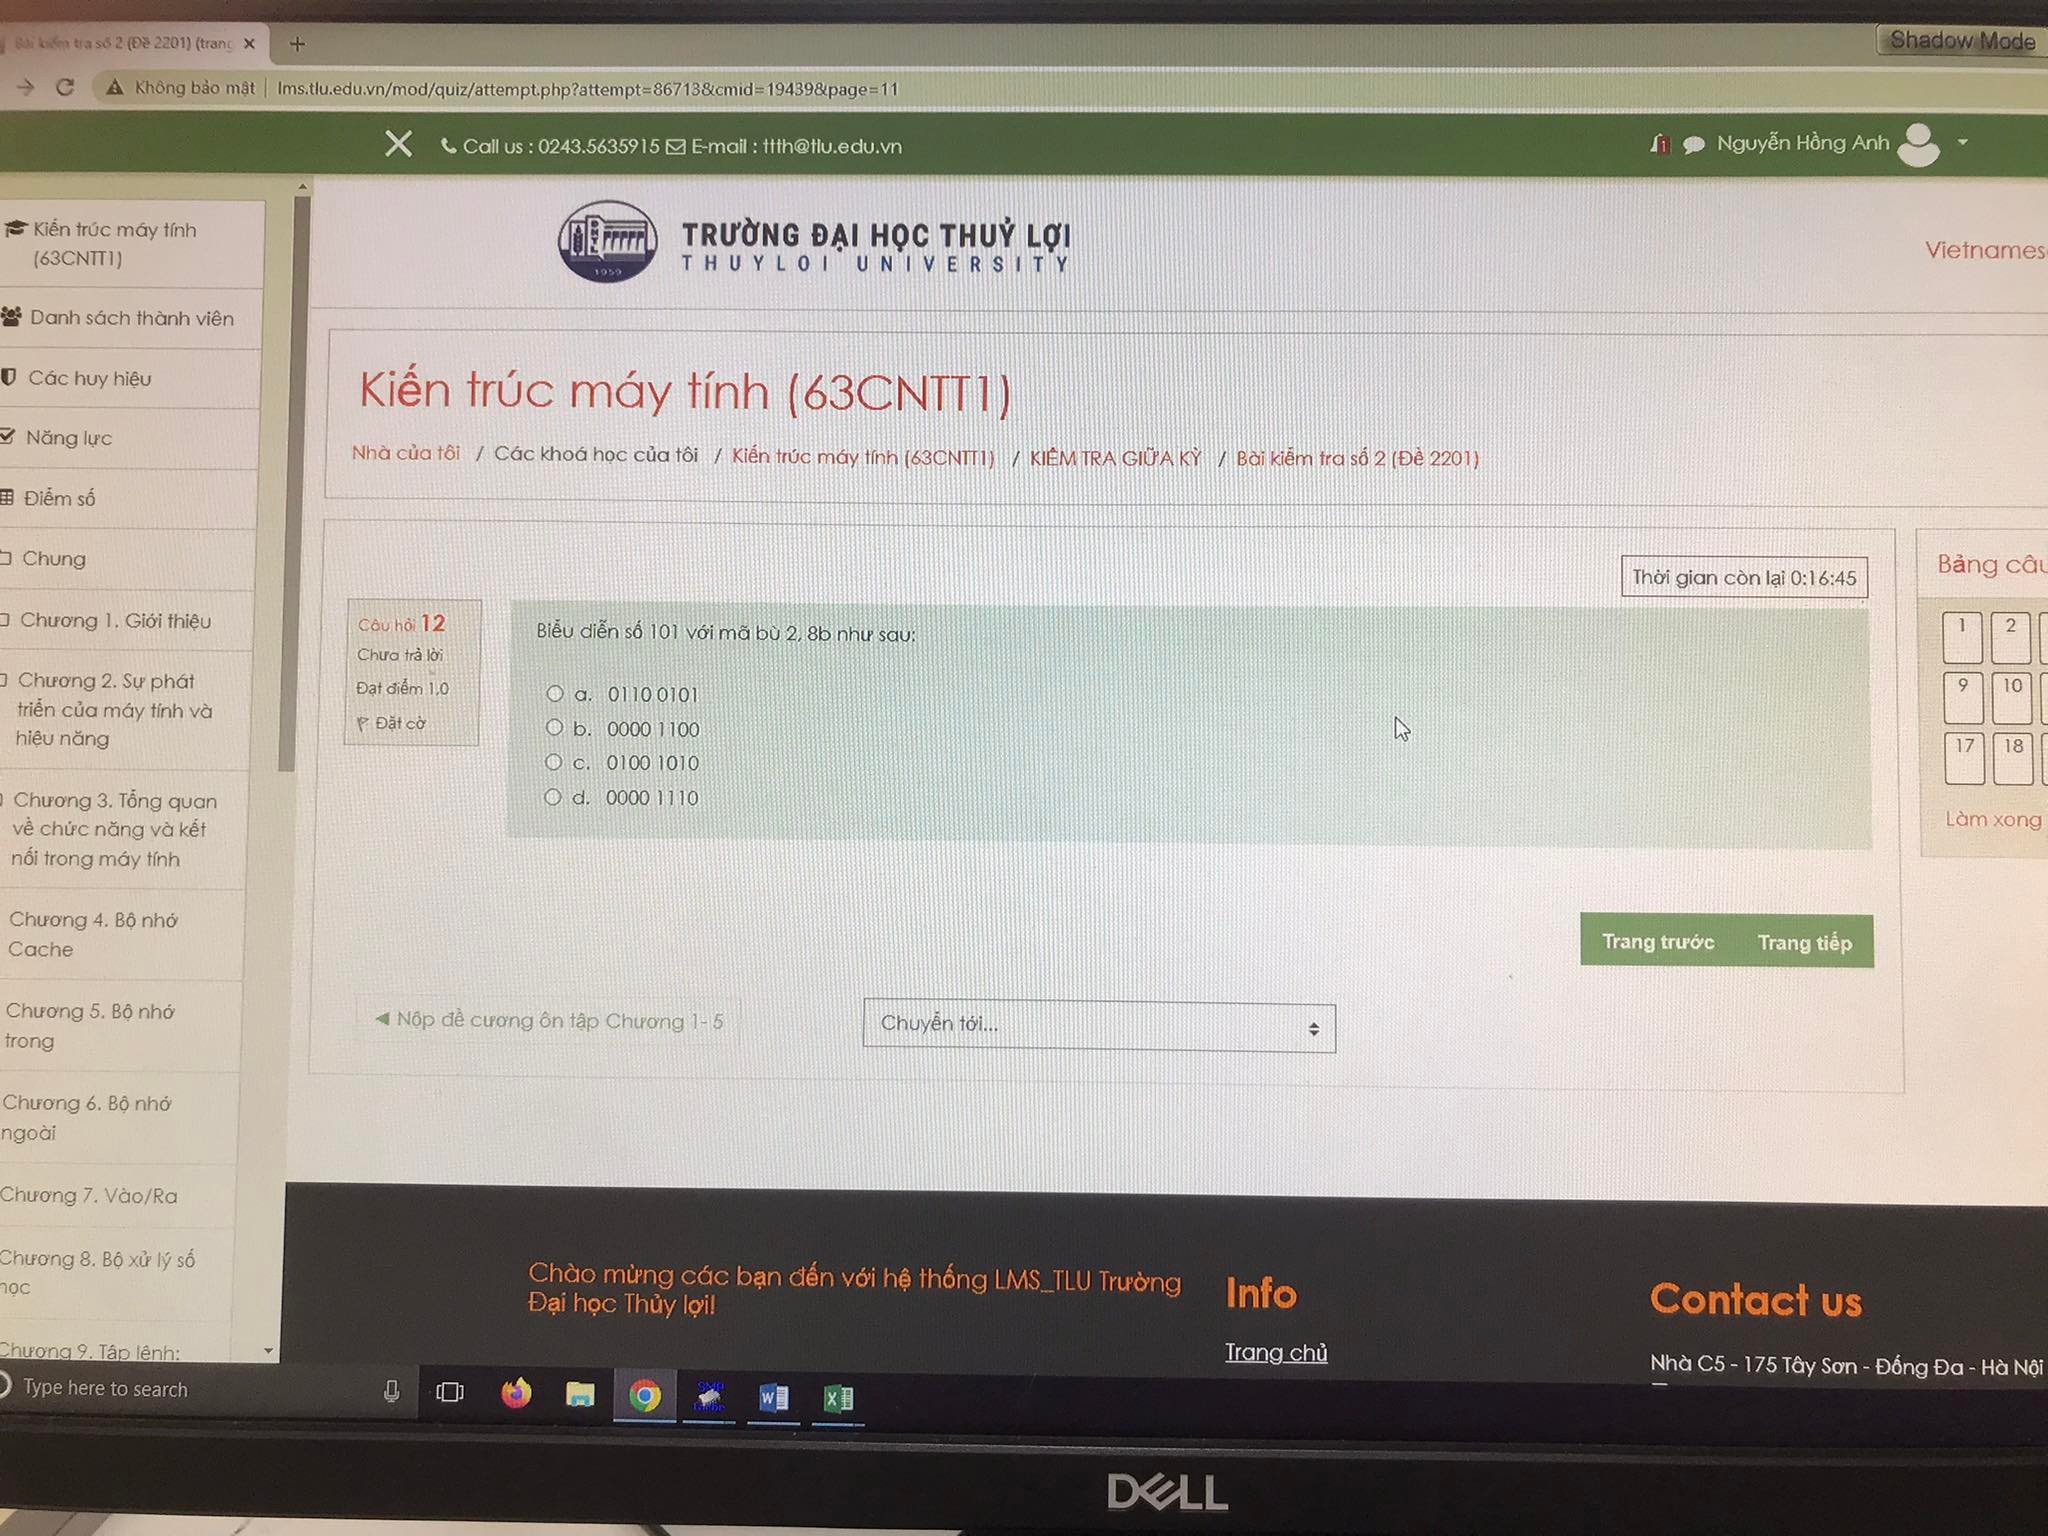 Bài kiểm tra số 2 (Đề 2201) (trang
Shadow Mode
Không bảo mật
lms.tlu.edu.vn/mod/quiz/attempt.php?attempt=86713&cmid=19439&page=11
Call us : 0243.5635915 E-mail : ttth@tlu.edu.vn
1
Nguyễn Hồng Anh
Kiến trúc máy tính
(63CNTT1)
Danh sách thành viên
Các huy hiệu
Năng lực
Điểm số
Chung
Chương 1. Giới thiệu
Chương 2. Sự phát
triển của máy tính và
hiệu năng
Chương 3. Tổng quan
về chức năng và kết
nối trong máy tính
Chương 4. Bộ nhớ
Cache
Chương 5. Bộ nhớ
trong
Chương 6. Bộ nhớ
ngoài
Chương 7. Vào/Ra
Chương 8. Bộ xử lý số
học
Chương 9. Tập lệnh:
1959
TRƯỜNG ĐẠI HỌC THUỶ LỢI
THUYLOI UNIVERSITY
Vietnames
Kiến trúc máy tính (63CNTT1)
Nhà của tôi / Các khoá học của tôi / Kiến trúc máy tính (63CNTT1) / KIỂM TRA GIỮA KỲ / Bài kiểm tra số 2 (Đề 2201)
Thời gian còn lại 0:16:45
Câu hỏi 12
Chưa trả lời
Đạt điểm 1,0
Đặt cờ
Biểu diễn số 101 với mã bù 2, 8b như sau:
a. 0110 0101
b. 0000 1100
c. 0100 1010
d. 0000 1110
Bảng câu
1 2
9 10
17 18
Làm xong
Trang trước Trang tiếp
◄ Nộp đề cương ôn tập Chương 1- 5
Chuyển tới...
Chào mừng các bạn đến với hệ thống LMS_TLU Trường
Đại học Thủy lợi!
Info
Trang chủ
Contact us
Nhà C5 - 175 Tây Sơn - Đống Đa - Hà Nội
Type here to search
DELL